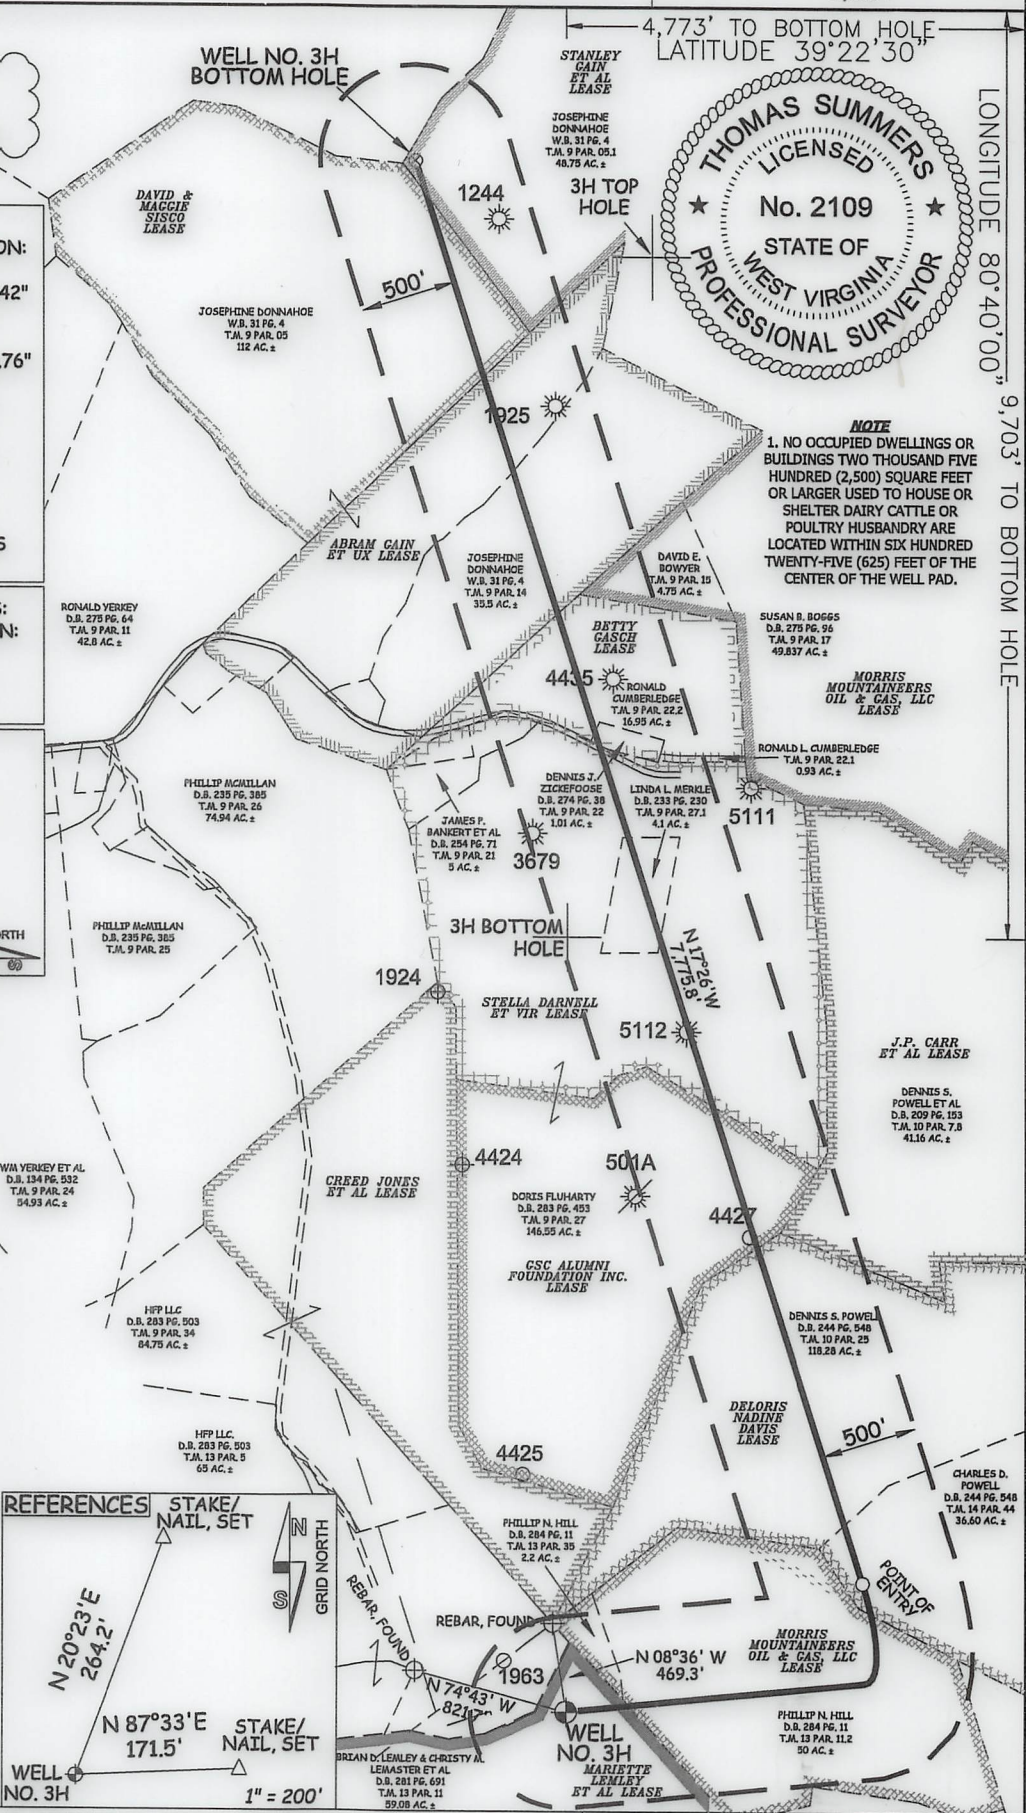 4,773' TO BOTTOM HOLE
LATITUDE 39°22'30"
LONGITUDE 80°40'00"
9,703' TO BOTTOM HOLE
WELL NO. 3H
BOTTOM HOLE
STANLEY
GAIN
ET AL
LEASE
JOSEPHINE
DONNAHOE
W.B. 31 PG. 4
T.M. 9 PAR. 05.1
48.75 AC. ±
3H TOP
HOLE
THOMAS SUMMERS
LICENSED
No. 2109
STATE OF
WEST VIRGINIA
PROFESSIONAL SURVEYOR
DAVID &
MAGGIE
SISCO
LEASE
1244
ON:
42"
.76"
500'
JOSEPHINE DONNAHOE
W.B. 31 PG. 4
T.M. 9 PAR. 05
112 AC. ±
1925
NOTE
1. NO OCCUPIED DWELLINGS OR
BUILDINGS TWO THOUSAND FIVE
HUNDRED (2,500) SQUARE FEET
OR LARGER USED TO HOUSE OR
SHELTER DAIRY CATTLE OR
POULTRY HUSBANDRY ARE
LOCATED WITHIN SIX HUNDRED
TWENTY-FIVE (625) FEET OF THE
CENTER OF THE WELL PAD.
S
ABRAM GAIN
ET UX LEASE
JOSEPHINE
DONNAHOE
W.B. 31 PG. 4
T.M. 9 PAR. 14
35.5 AC. ±
DAVID E.
BOWYER
T.M. 9 PAR. 15
4.75 AC. ±
S:
N:
RONALD YERKEY
D.B. 275 PG. 64
T.M. 9 PAR. 11
42.8 AC. ±
BETTY
GASCH
LEASE
SUSAN B. BOGGS
D.B. 275 PG. 96
T.M. 9 PAR. 17
49.837 AC. ±
4435
RONALD
CUMBERLEDGE
T.M. 9 PAR. 22.2
16.95 AC. ±
MORRIS
MOUNTAINEERS
OIL & GAS, LLC
LEASE
RONALD L. CUMBERLEDGE
T.M. 9 PAR. 22.1
0.93 AC. ±
PHILLIP MCMILLAN
D.B. 235 PG. 385
T.M. 9 PAR. 26
74.94 AC. ±
DENNIS J.
ZICKEFOOSE
D.B. 274 PG. 38
T.M. 9 PAR. 22
1.01 AC. ±
LINDA L. MERKLE
D.B. 233 PG. 230
T.M. 9 PAR. 27.1
4.1 AC. ±
5111
JAMES P.
BANKERT ET AL
D.B. 254 PG. 71
T.M. 9 PAR. 21
5 AC. ±
3679
PHILLIP McMILLAN
D.B. 235 PG. 385
T.M. 9 PAR. 25
RTH
S
3H BOTTOM
HOLE
N 17°26' W
7,775.8'
1924
STELLA DARNELL
ET VIR LEASE
5112
J.P. CARR
ET AL LEASE
DENNIS S.
POWELL ET AL
D.B. 209 PG. 153
T.M. 10 PAR. 7.8
41.16 AC. ±
WM YERKEY ET AL
D.B. 134 PG. 532
T.M. 9 PAR. 24
54.93 AC. ±
4424
501A
CREED JONES
ET AL LEASE
DORIS FLUHARTY
D.B. 283 PG. 453
T.M. 9 PAR. 27
146.55 AC. ±
4427
GSC ALUMNI
FOUNDATION INC.
LEASE
HFP LLC
D.B. 283 PG. 503
T.M. 9 PAR. 34
84.75 AC. ±
DENNIS S. POWELL
D.B. 244 PG. 548
T.M. 10 PAR. 25
118.28 AC. ±
DELORIS
NADINE
DAVIS
LEASE
500'
HFP LLC.
D.B. 283 PG. 503
T.M. 13 PAR. 5
65 AC. ±
4425
CHARLES D.
POWELL
D.B. 244 PG. 548
T.M. 14 PAR. 44
36.60 AC. ±
REFERENCES
STAKE/
NAIL, SET
N
S
GRID NORTH
N 20°23'E
264.2'
N 87°33'E
171.5'
STAKE/
NAIL, SET
WELL
NO. 3H
1" = 200'
PHILLIP N. HILL
D.B. 284 PG. 11
T.M. 13 PAR. 35
2.2 AC. ±
POINT OF
ENTRY
REBAR, FOUND
REBAR, FOUND
MORRIS
MOUNTAINEERS
OIL & GAS, LLC
LEASE
N 08°36' W
469.3'
1963
N 74°43' W
WELL
NO. 3H
MARIETTE
LEMLEY
ET AL LEASE
PHILLIP N. HILL
D.B. 284 PG. 11
T.M. 13 PAR. 11.2
50 AC. ±
BRIAN D. LEMLEY & CHRISTY M.
LEMASTER ET AL
D.B. 281 PG. 691
T.M. 13 PAR. 11
59.08 AC. ±